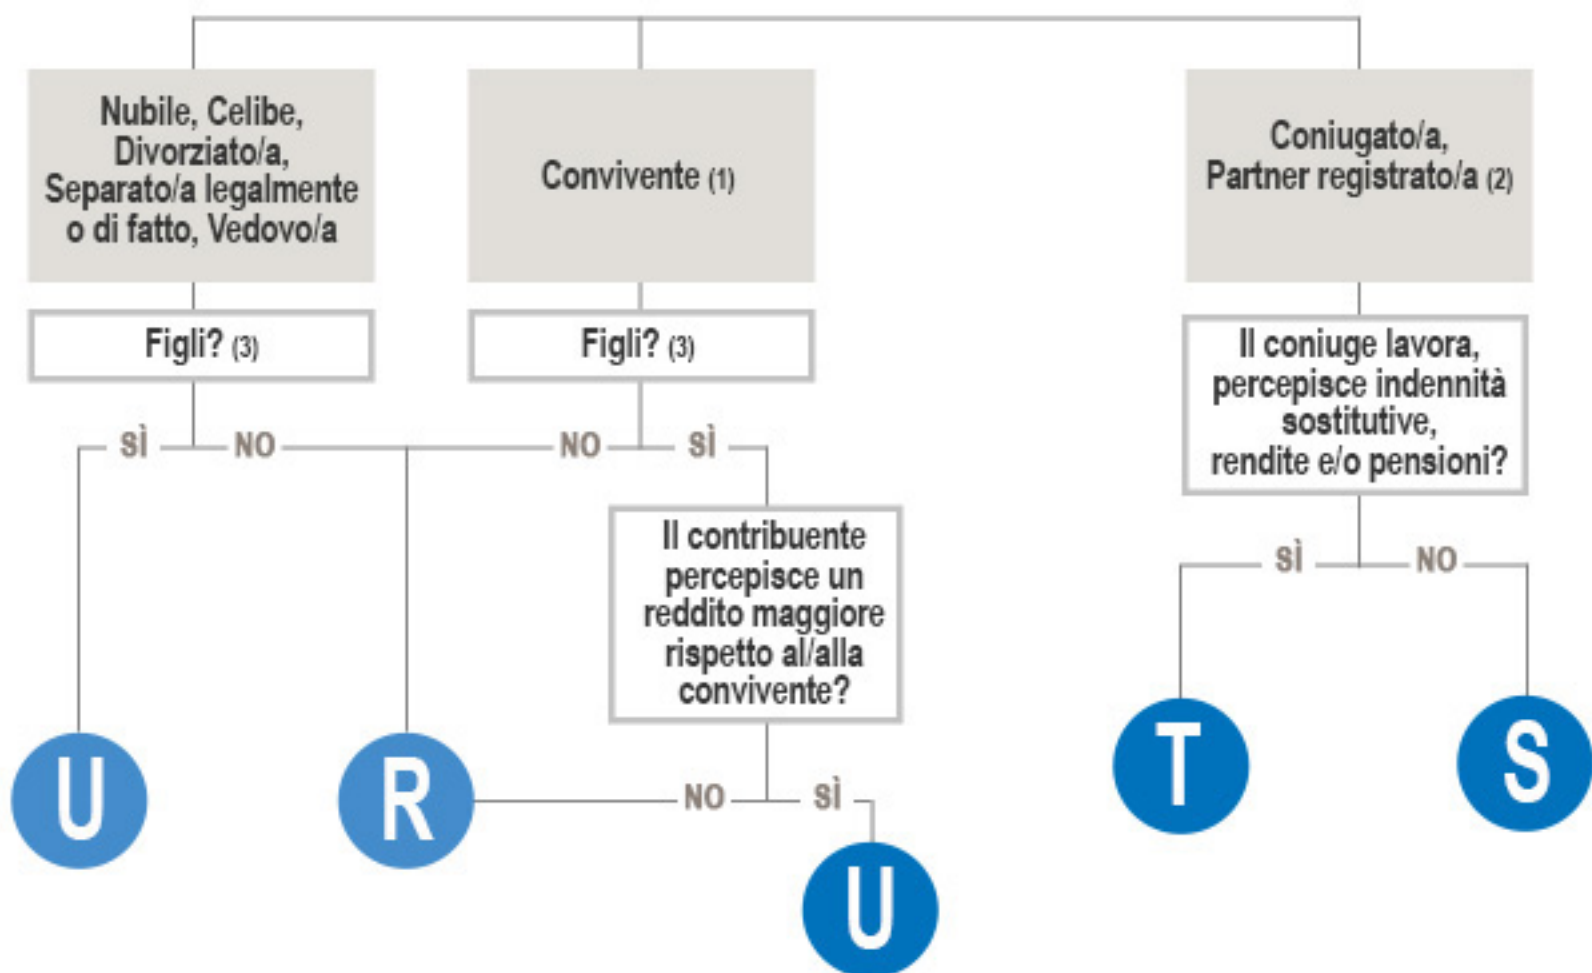 Nubile, Celibe,
Divorziato/a,
Separato/a legalmente
o di fatto, Vedovo/a
Convivente (1)
Coniugato/a,
Partner registrato/a (2)
Figli? (3)
Figli? (3)
Il coniuge lavora,
percepisce indennità
sostitutive,
rendite e/o pensioni?
SÌ
NO
NO
SÌ
Il contribuente
percepisce un
reddito maggiore
rispetto al/alla
convivente?
SÌ
NO
U
R
T
S
NO
SÌ
U